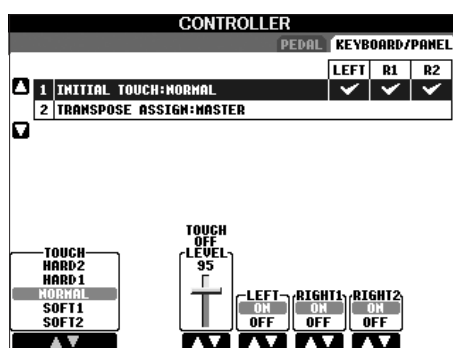 CONTROLLER
PEDAL KEYBOARD/PANEL
LEFT R1 R2
1 INITIAL TOUCH:NORMAL
2 TRANSPOSE ASSIGN:MASTER
TOUCH
OFF
LEVEL
95
TOUCH
HARD2
HARD1
NORMAL
SOFT1
SOFT2
LEFT
ON
OFF
RIGHT1
ON
OFF
RIGHT2
ON
OFF